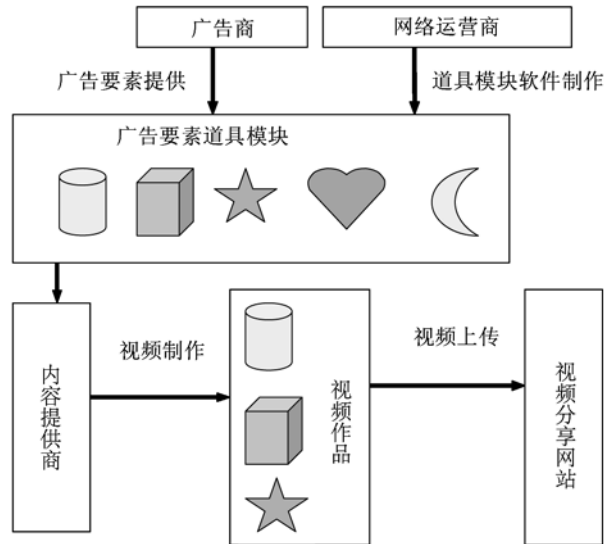 广告商
网络运营商
广告要素提供
道具模块软件制作
广告要素道具模块
内容提供商
视频制作
视频作品
视频上传
视频分享网站